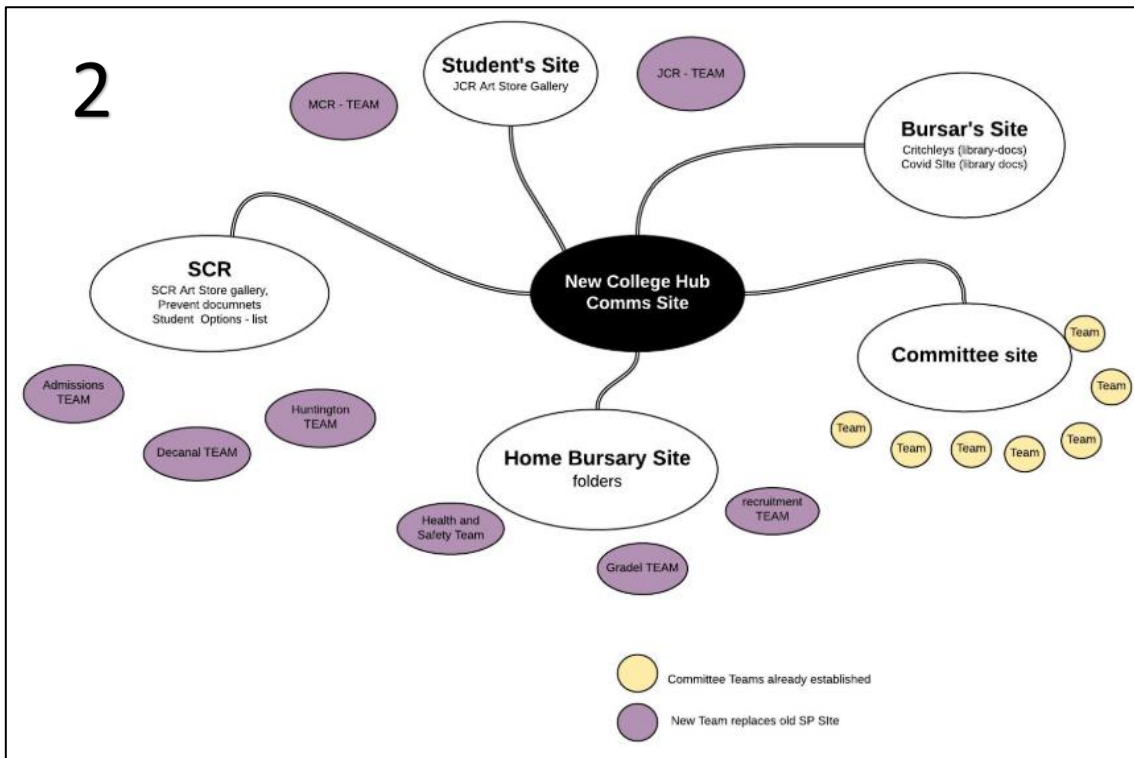 2
Student's Site
JCR Art Store Gallery
MCR - TEAM
JCR - TEAM
Bursar's Site
Critchleys (library-docs)
Covid SIte (library docs)
SCR
SCR Art Store gallery,
Prevent documnets
Student Options - list
New College Hub
Comms Site
Committee site
Team
Team
Team
Team
Team
Team
Team
Admissions
TEAM
Huntington
TEAM
Decanal TEAM
Home Bursary Site
folders
Health and
Safety Team
recruitment
TEAM
Gradel TEAM
Committee Teams already established
New Team replaces old SP SIte